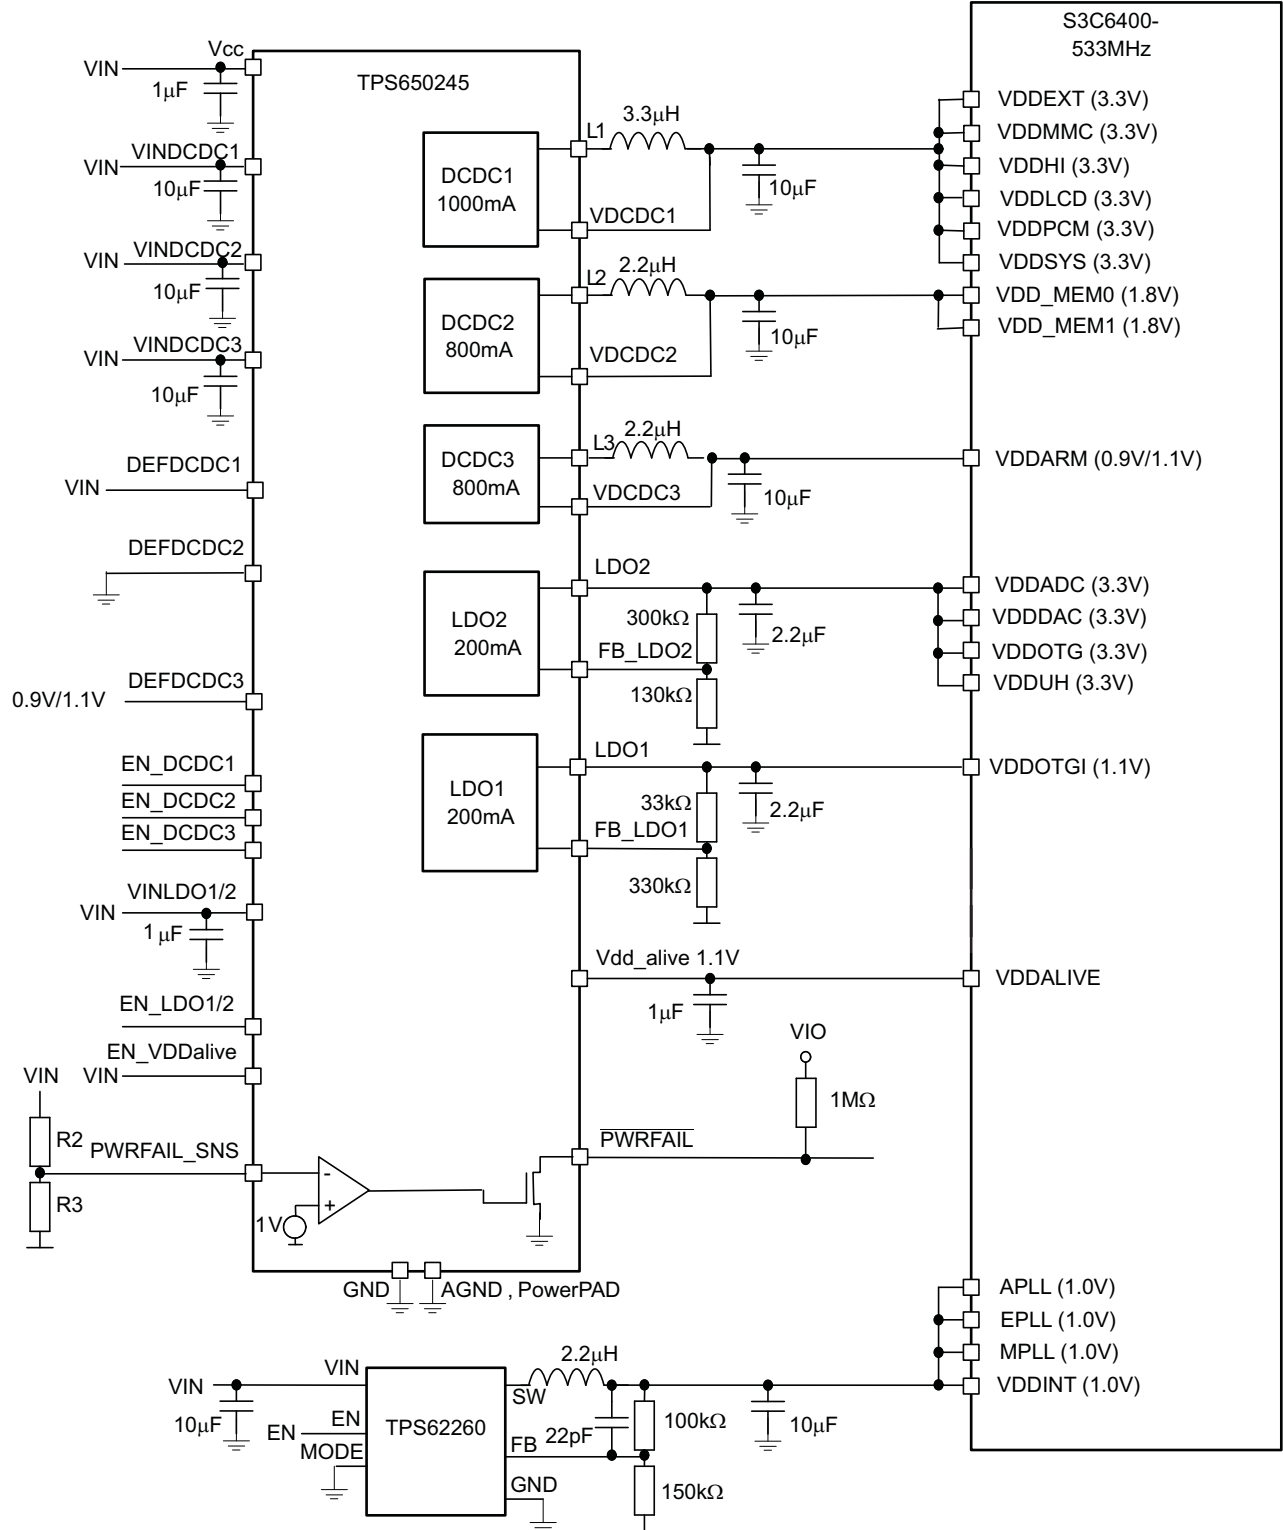 S3C6400-
533MHz
Vcc
VIN
1μF
TPS650245
VINDCDC1
VIN
10μF
VINDCDC2
VIN
10μF
VINDCDC3
VIN
10μF
DEFDCDC1
VIN
DEFDCDC2
DEFDCDC3
0.9V/1.1V
EN_DCDC1
EN_DCDC2
EN_DCDC3
VINLDO1/2
VIN
1 μF
EN_LDO1/2
EN_VDDalive
VIN
VIN
R2
PWRFAIL_SNS
R3
1V
-
+
DCDC1
1000mA
L1
3.3μH
VDCDC1
10μF
DCDC2
800mA
L2
2.2μH
VDCDC2
10μF
DCDC3
800mA
L3
2.2μH
VDCDC3
10μF
LDO2
200mA
LDO2
300kΩ
FB_LDO2
130kΩ
2.2μF
LDO1
200mA
LDO1
33kΩ
FB_LDO1
330kΩ
2.2μF
Vdd_alive 1.1V
1μF
VIO
1MΩ
PWRFAIL
GND
AGND , PowerPAD
VDDEXT (3.3V)
VDDMMC (3.3V)
VDDHI (3.3V)
VDDLCD (3.3V)
VDDPCM (3.3V)
VDDSYS (3.3V)
VDD_MEM0 (1.8V)
VDD_MEM1 (1.8V)
VDDARM (0.9V/1.1V)
VDDADC (3.3V)
VDDDAC (3.3V)
VDDOTG (3.3V)
VDDUH (3.3V)
VDDOTGI (1.1V)
VDDALIVE
APLL (1.0V)
EPLL (1.0V)
MPLL (1.0V)
VDDINT (1.0V)
VIN
VIN
10μF
EN
EN
MODE
TPS62260
SW
2.2μH
FB
GND
22pF
100kΩ
150kΩ
10μF